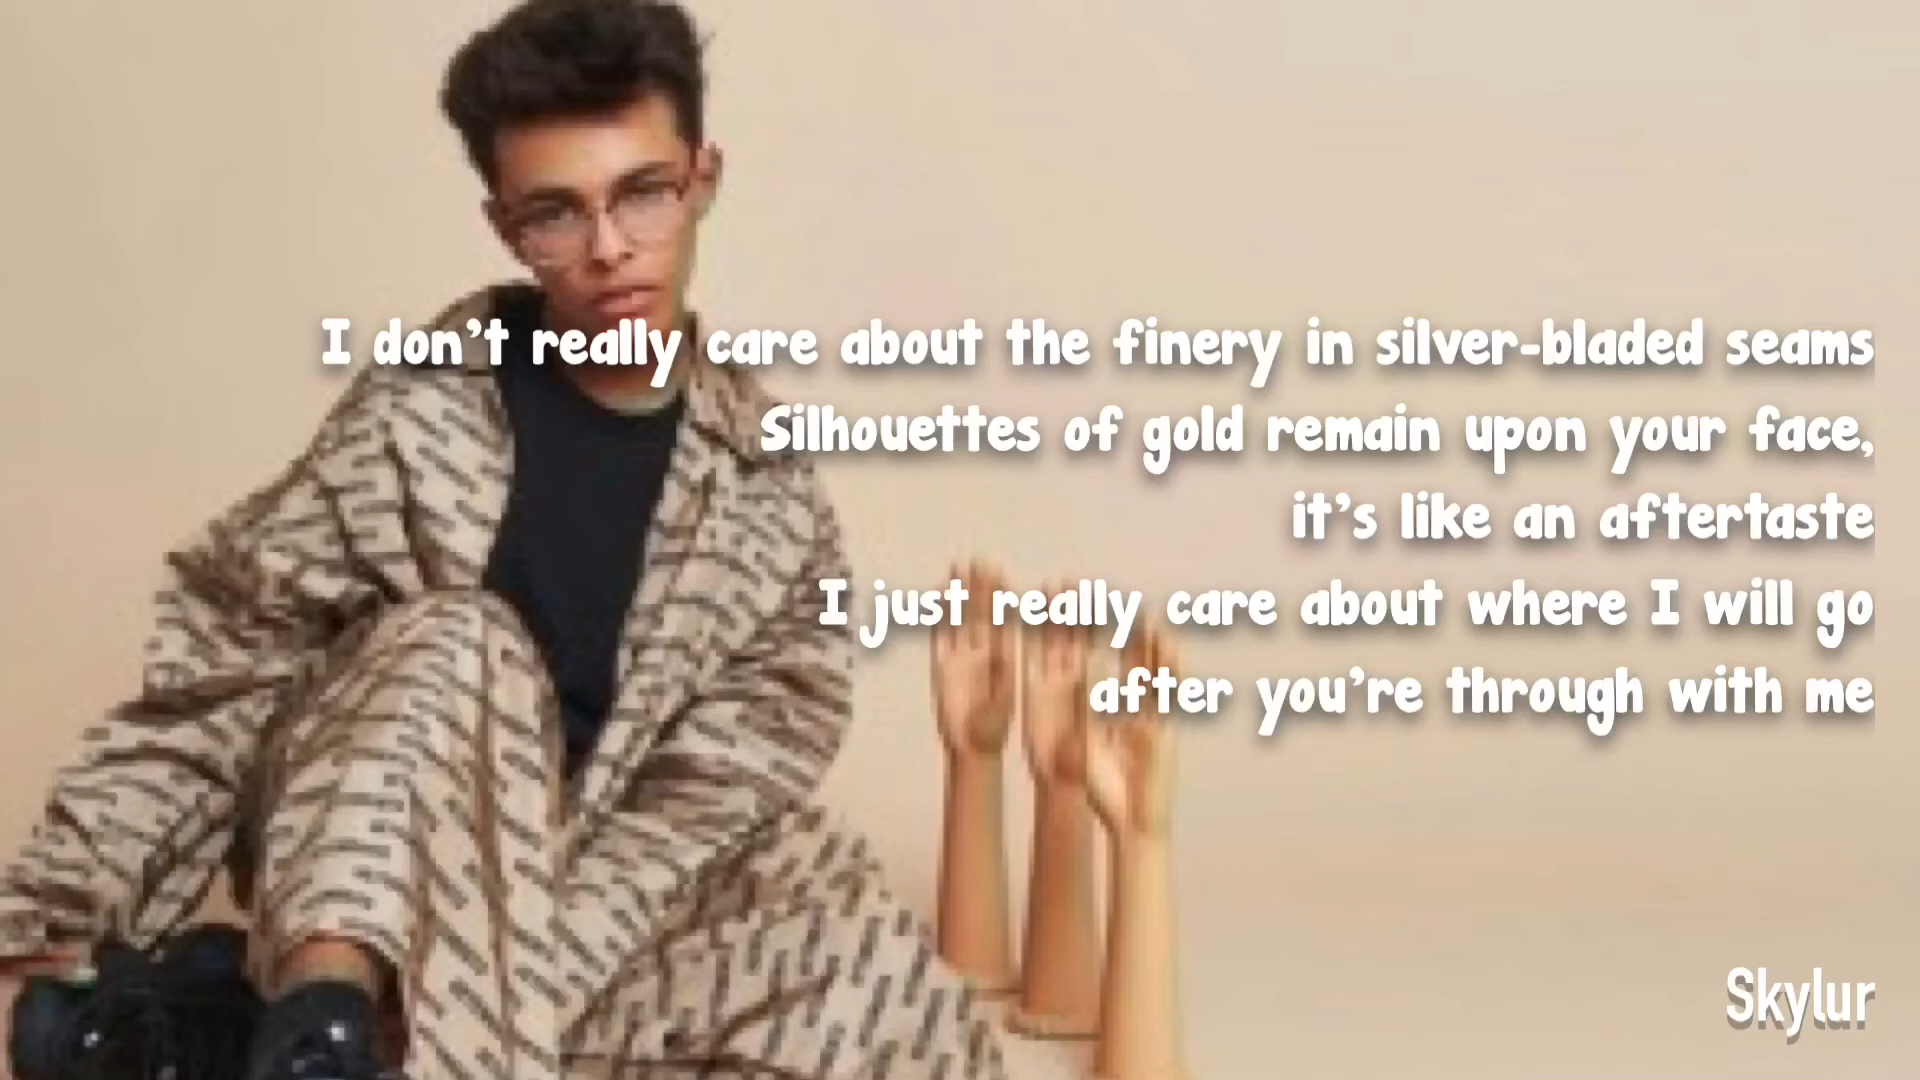 I don't really care about the finery in silver-bladed seams
Silhouettes of gold remain upon your face,
it's like an aftertaste
I just really care about where I will go
after you're through with me
Skylur